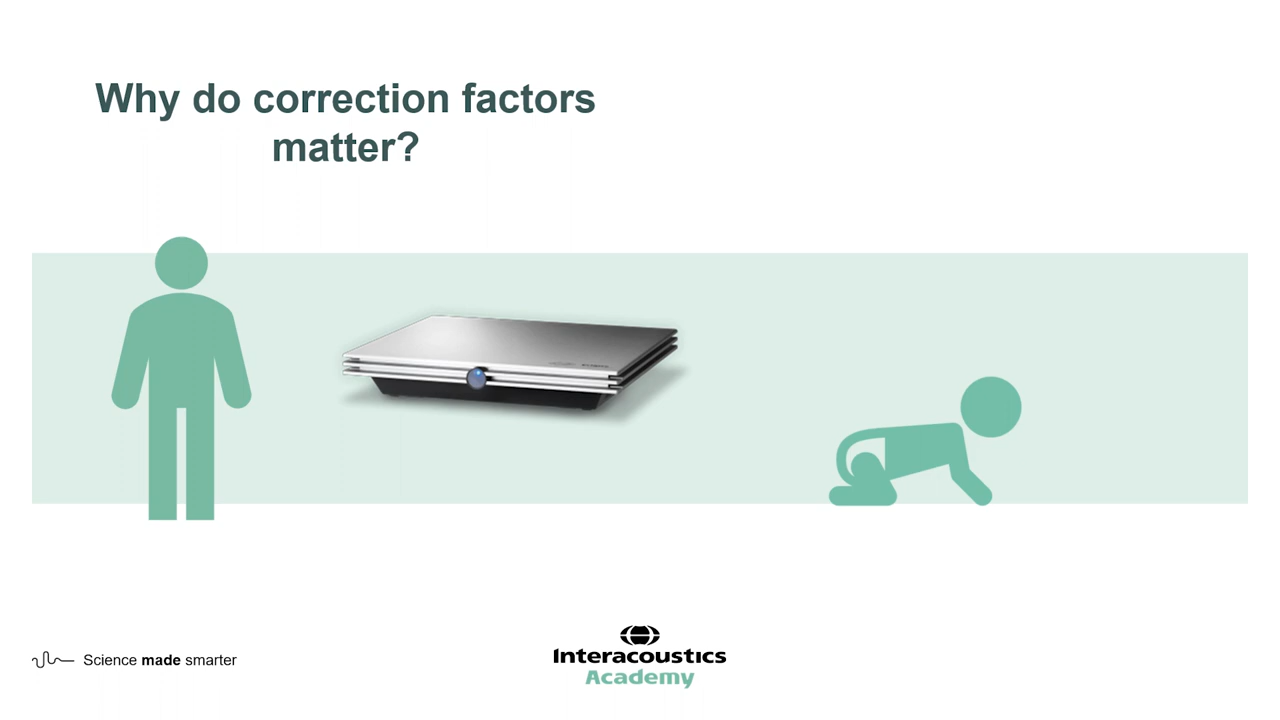 Why do correction factors
matter?
Science made smarter
Interacoustics
Academy